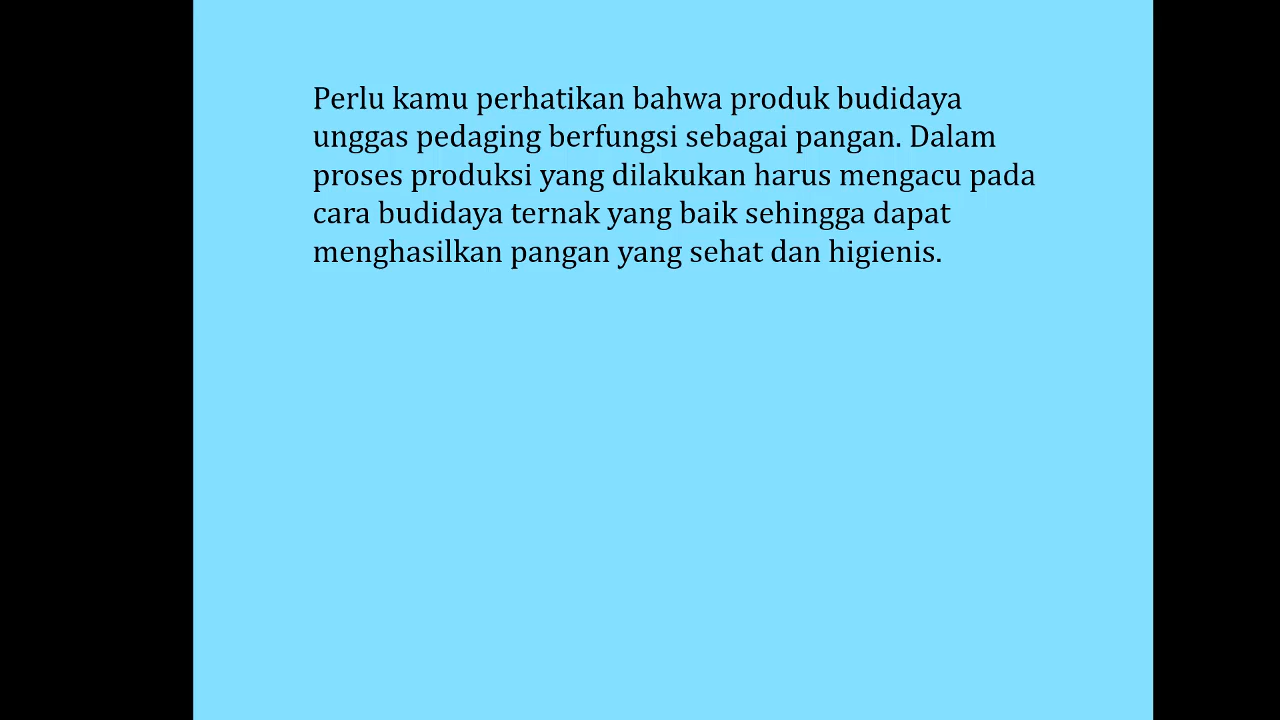 Perlu kamu perhatikan bahwa produk budidaya
unggas pedaging berfungsi sebagai pangan. Dalam
proses produksi yang dilakukan harus mengacu pada
cara budidaya ternak yang baik sehingga dapat
menghasilkan pangan yang sehat dan higienis.